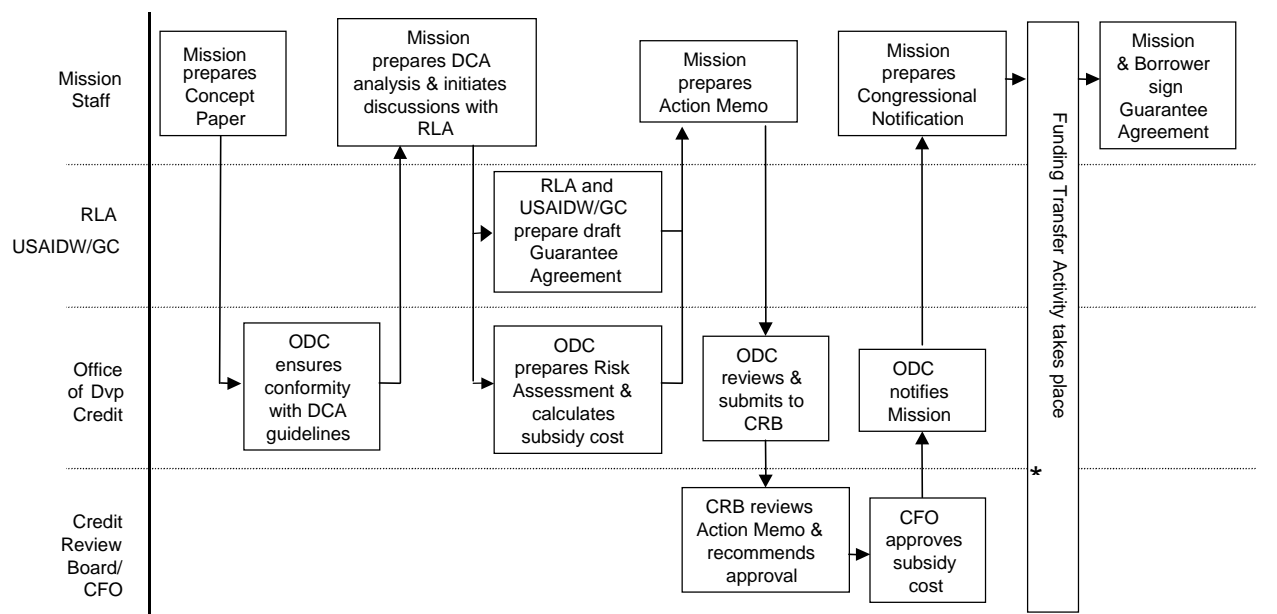 Mission
Staff
RLA
USAIDW/GC
Office
of Dvp
Credit
Credit
Review
Board/
CFO
Mission
prepares
Concept
Paper
ODC
ensures
conformity
with DCA
guidelines
Mission
prepares DCA
analysis & initiates
discussions with
RLA
RLA and
USAIDW/GC
prepare draft
Guarantee
Agreement
ODC
prepares Risk
Assessment &
calculates
subsidy cost
Mission
prepares
Action Memo
ODC
reviews &
submits to
CRB
CRB reviews
Action Memo &
recommends
approval
CFO
approves
subsidy
cost
ODC
notifies
Mission
Mission
prepares
Congressional
Notification
Funding Transfer Activity takes place
*
Mission
& Borrower
sign
Guarantee
Agreement